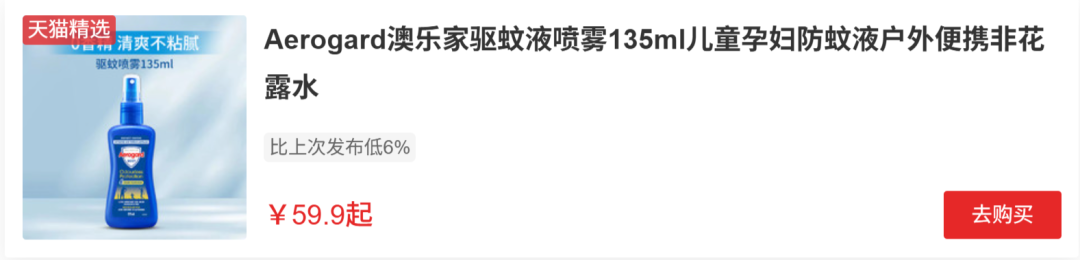 天猫精选
0香精 清爽不粘腻
驱蚊喷雾135ml
Aerogard
Aerogard澳乐家驱蚊液喷雾135ml儿童孕妇防蚊液户外便携非花
露水
比上次发布低6%
￥59.9起
去购买